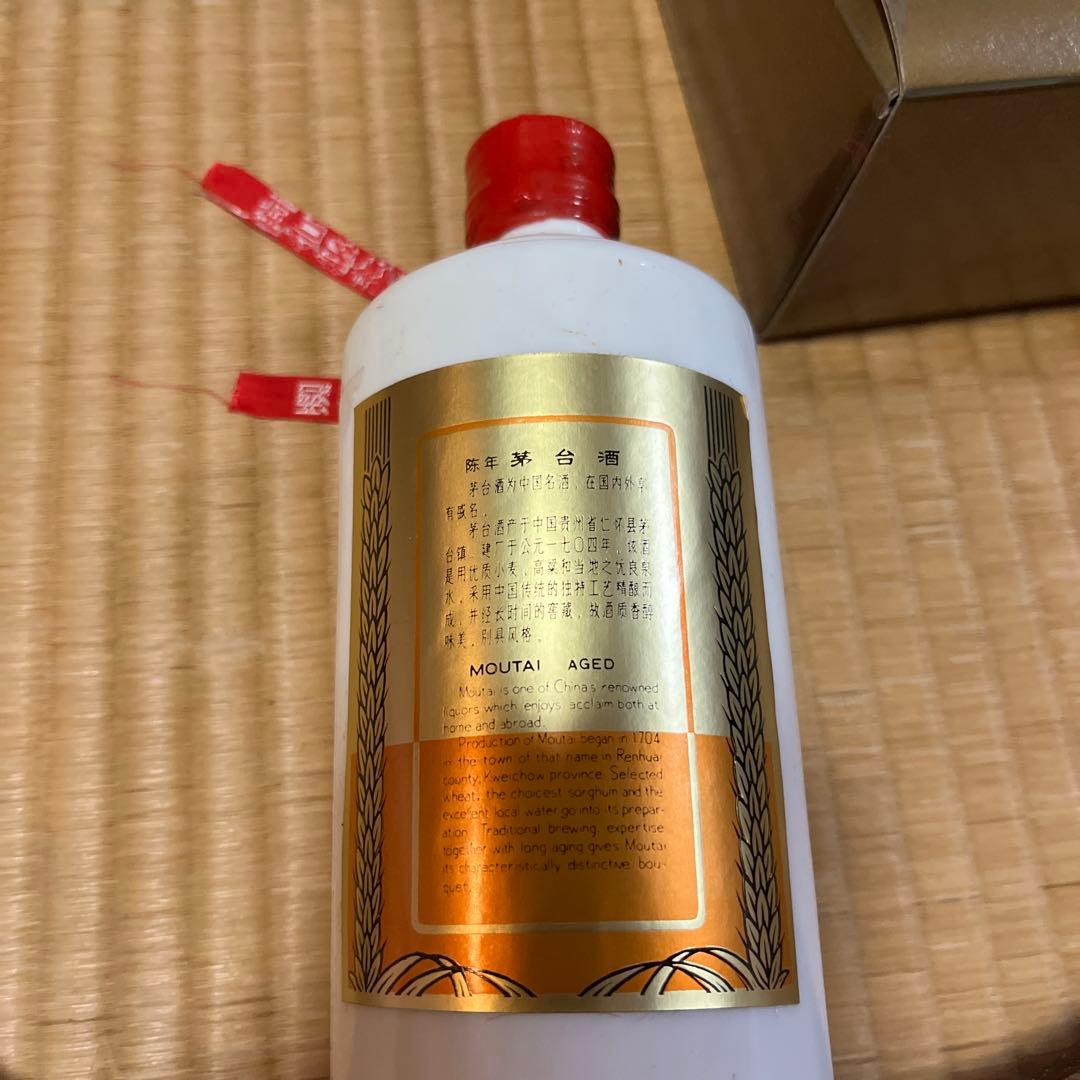 陈年茅台酒
茅台酒为中国名酒，在国内外享
有盛名。
茅台酒产于中国贵州省仁怀县茅
台镇，建厂于公元一七〇四年，该酒
是用优质小麦，高粱和当地之优良泉
水，采用中国传统的独特工艺精酿而
成，并经长时间的窖藏，故酒质香醇
味美，别具风格。
MOUTAI AGED
Moutai is one of China's renowned
liquors which enjoys acclaim both at
home and abroad.
Production of Moutai began in 1704
in the town of that name in Renhuai
county, Kweichow province. Selected
wheat, the choicest sorghum and the
excellent local water go into its prepar-
ation. Traditional brewing expertise
together with long aging gives Moutai
its characteristically distinctive bou-
quet.